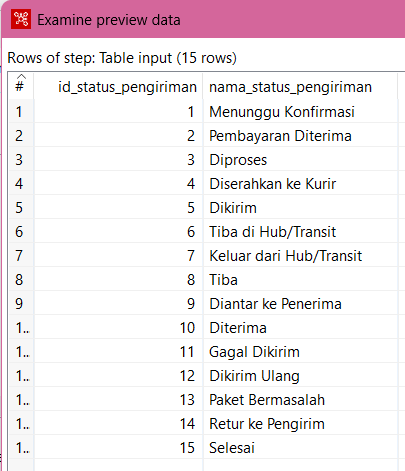 Examine preview data
Rows of step: Table input (15 rows)
# id_status_pengiriman nama_status_pengiriman
1 1 Menunggu Konfirmasi
2 2 Pembayaran Diterima
3 3 Diproses
4 4 Diserahkan ke Kurir
5 5 Dikirim
6 6 Tiba di Hub/Transit
7 7 Keluar dari Hub/Transit
8 8 Tiba
9 9 Diantar ke Penerima
1.. 10 Diterima
1.. 11 Gagal Dikirim
1.. 12 Dikirim Ulang
1.. 13 Paket Bermasalah
1.. 14 Retur ke Pengirim
1.. 15 Selesai